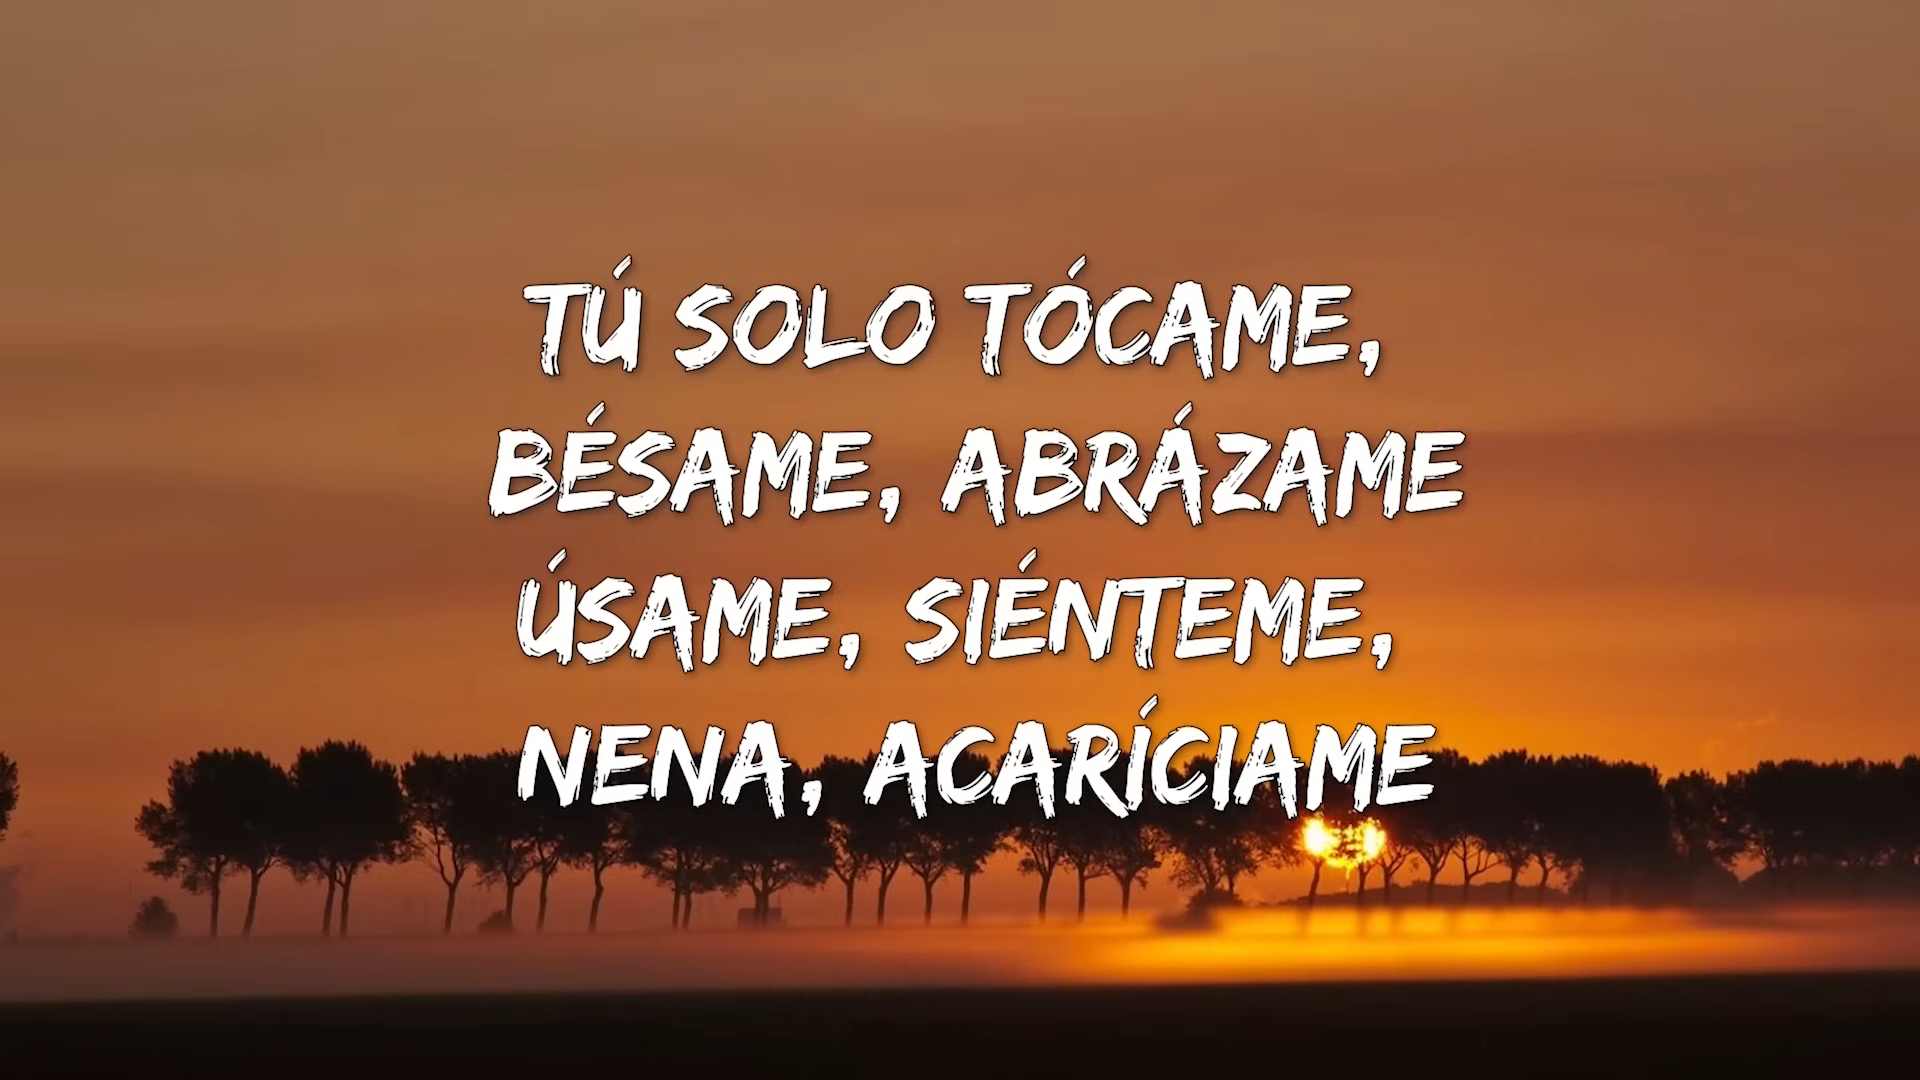 TÚ SOLO TÓCAME,
BÉSAME, ABRÁZAME
ÚSAME, SIÉNTEME,
NENA, ACARÍCIAME